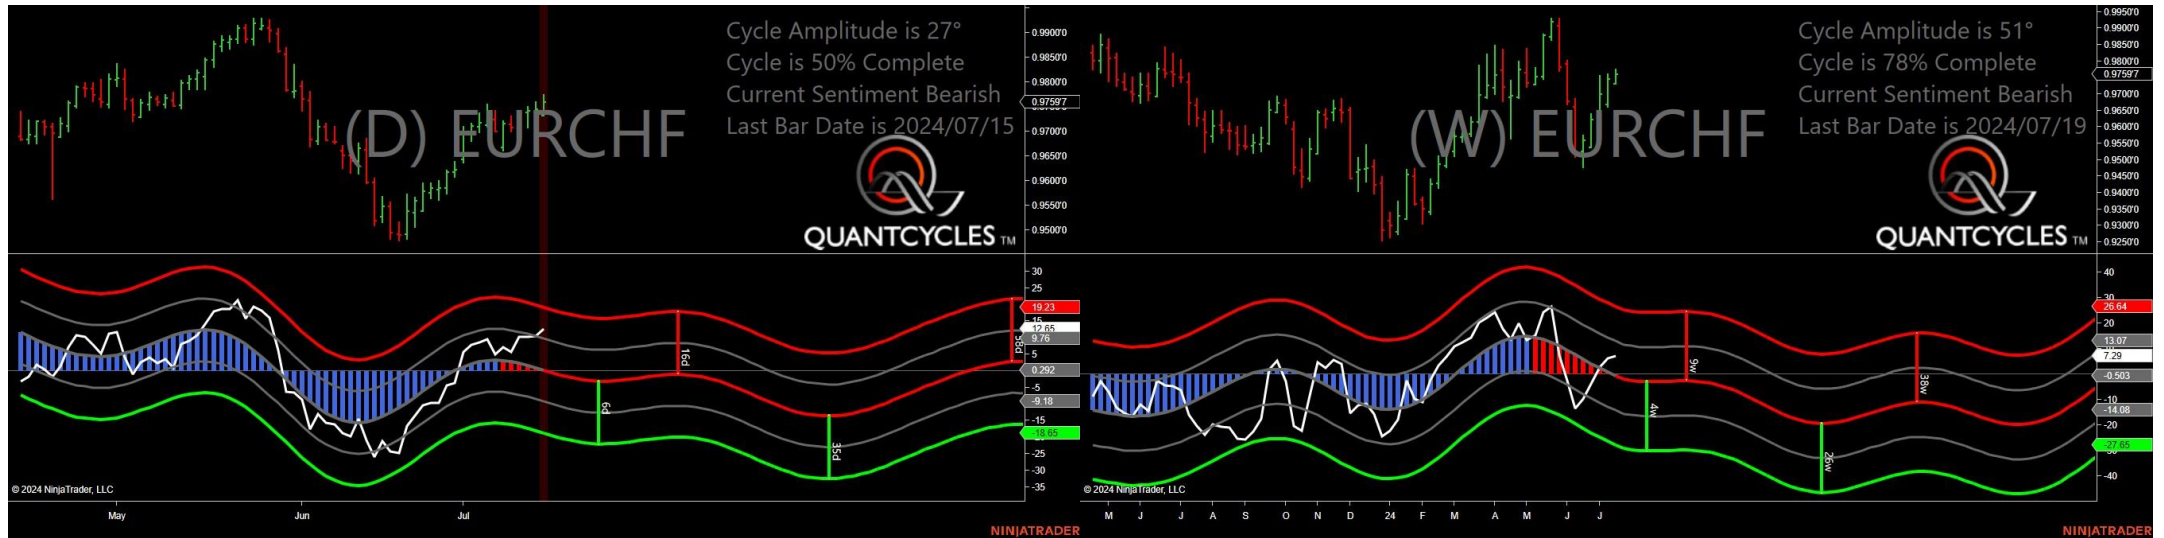 Cycle Amplitude is 27°
Cycle is 50% Complete
Current Sentiment Bearish
Last Bar Date is 2024/07/15
(D) EURCHF
QUANTCYCLES TM
0.9900'0
0.9850'0
0.9800'0
0.9759'7
0.9700'0
0.9650'0
0.9600'0
0.9550'0
0.9500'0
30
25
19.23
15
12.65
9.76
5
0.292
-5
-9.18
-15
-18.65
-25
-30
-35
6d
16d
35d
58d
© 2024 NinjaTrader, LLC
May
Jun
Jul
NINJATRADER
Cycle Amplitude is 51°
Cycle is 78% Complete
Current Sentiment Bearish
Last Bar Date is 2024/07/19
(W) EURCHF
QUANTCYCLES TM
0.9950'0
0.9900'0
0.9850'0
0.9800'0
0.9759'7
0.9700'0
0.9650'0
0.9600'0
0.9550'0
0.9500'0
0.9450'0
0.9400'0
0.9350'0
0.9300'0
0.9250'0
40
30
26.64
20
13.07
7.29
-0.503
-10
-14.08
-20
-27.65
-40
4w
9w
26w
38w
© 2024 NinjaTrader, LLC
M
J
J
A
S
O
N
D
24
F
M
A
M
J
J
NINJATRADER